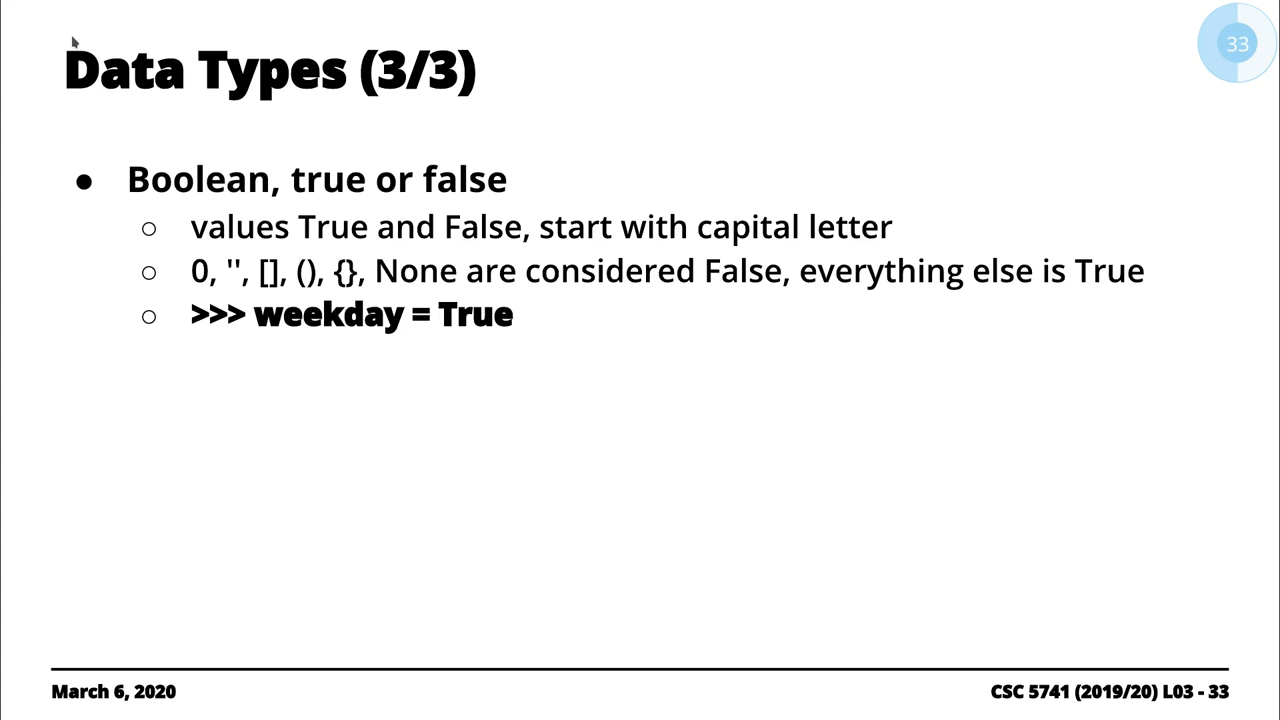 33
Data Types (3/3)
● Boolean, true or false
○ values True and False, start with capital letter
○ 0, '', [], (), {}, None are considered False, everything else is True
○ >>> weekday = True
March 6, 2020
CSC 5741 (2019/20) L03 - 33